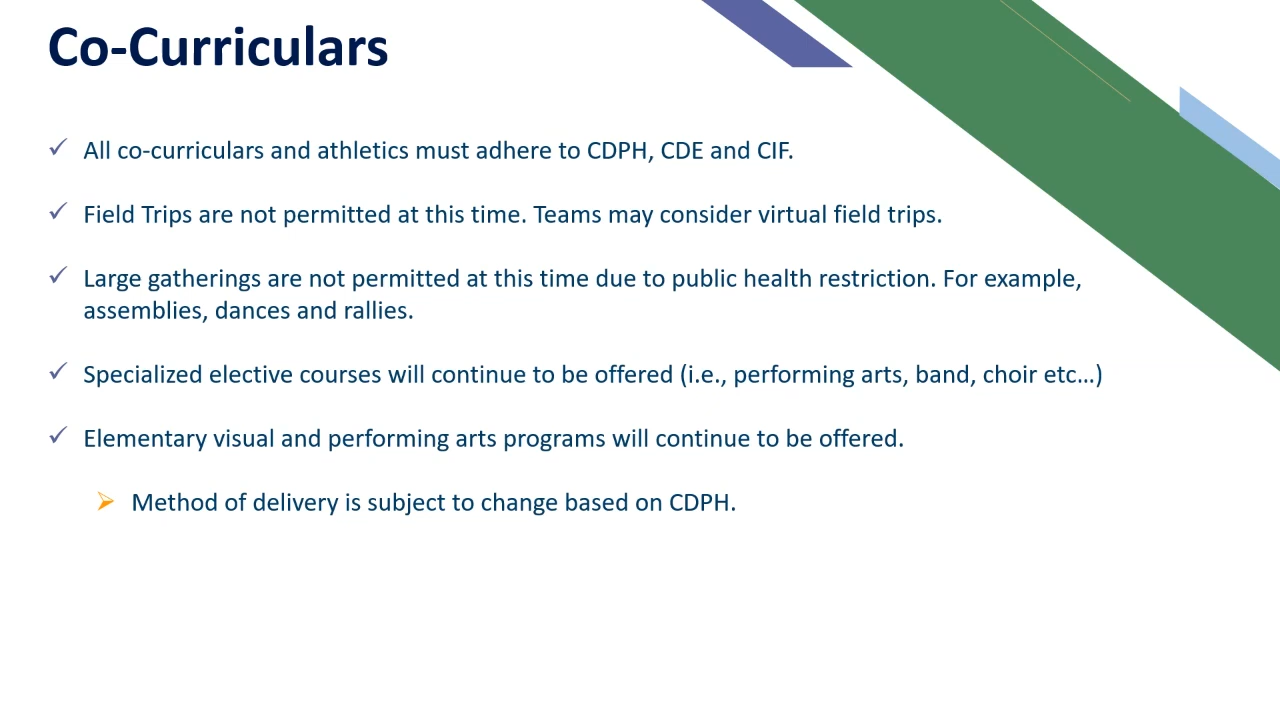 Co-Curriculars
All co-curriculars and athletics must adhere to CDPH, CDE and CIF.
Field Trips are not permitted at this time. Teams may consider virtual field trips.
Large gatherings are not permitted at this time due to public health restriction. For example,
assemblies, dances and rallies.
Specialized elective courses will continue to be offered (i.e., performing arts, band, choir etc…)
Elementary visual and performing arts programs will continue to be offered.
Method of delivery is subject to change based on CDPH.